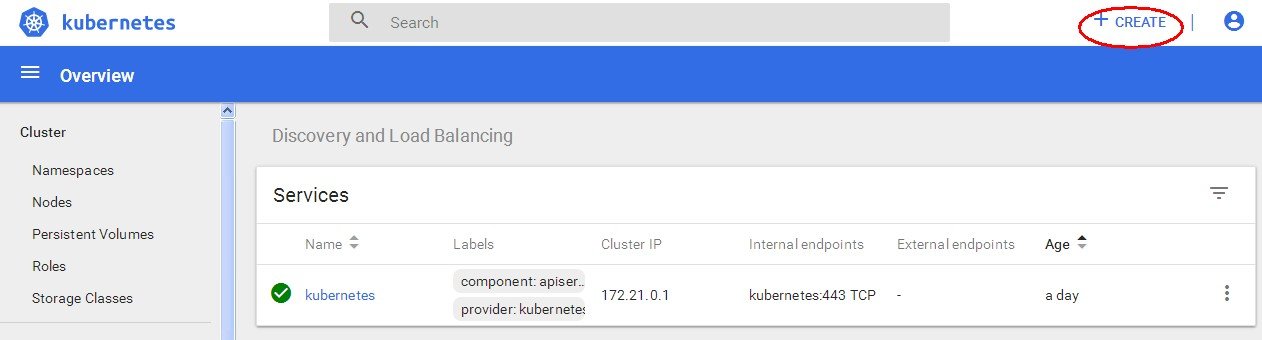 kubernetes
Search
+ CREATE
Overview
Cluster
Namespaces
Nodes
Persistent Volumes
Roles
Storage Classes
Discovery and Load Balancing
Services
Name Labels Cluster IP Internal endpoints External endpoints Age
kubernetes component: apiser... 172.21.0.1 kubernetes:443 TCP - a day
provider: kubernetes